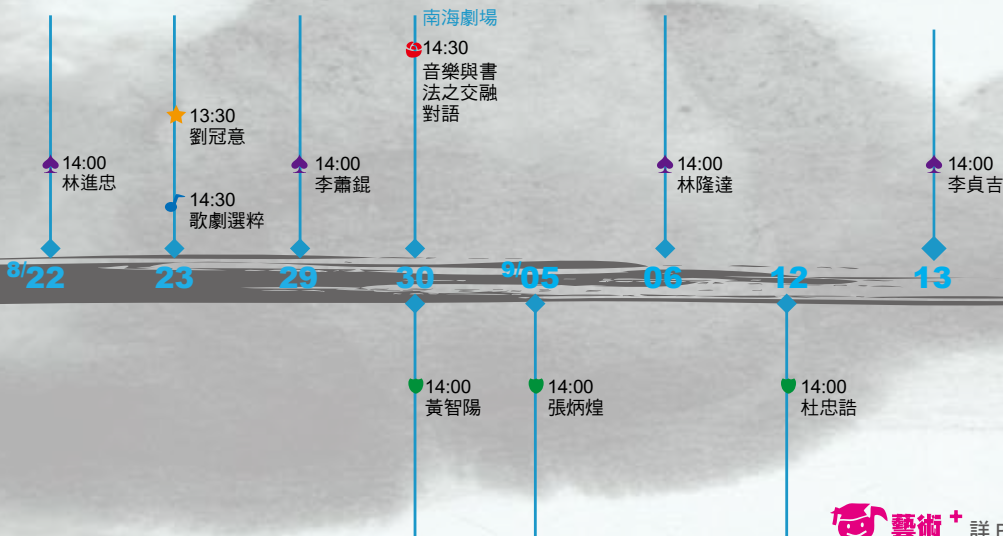 南海劇場
14:30
音樂與書
法之交融
對語
13:30
劉冠意
14:00
林進忠
14:30
歌劇選粹
14:00
李蕭錕
14:00
林隆達
14:00
李貞吉
8/22
23
29
30
9/05
06
12
13
14:00
黃智陽
14:00
張炳煌
14:00
杜忠誥
藝術+ 詳